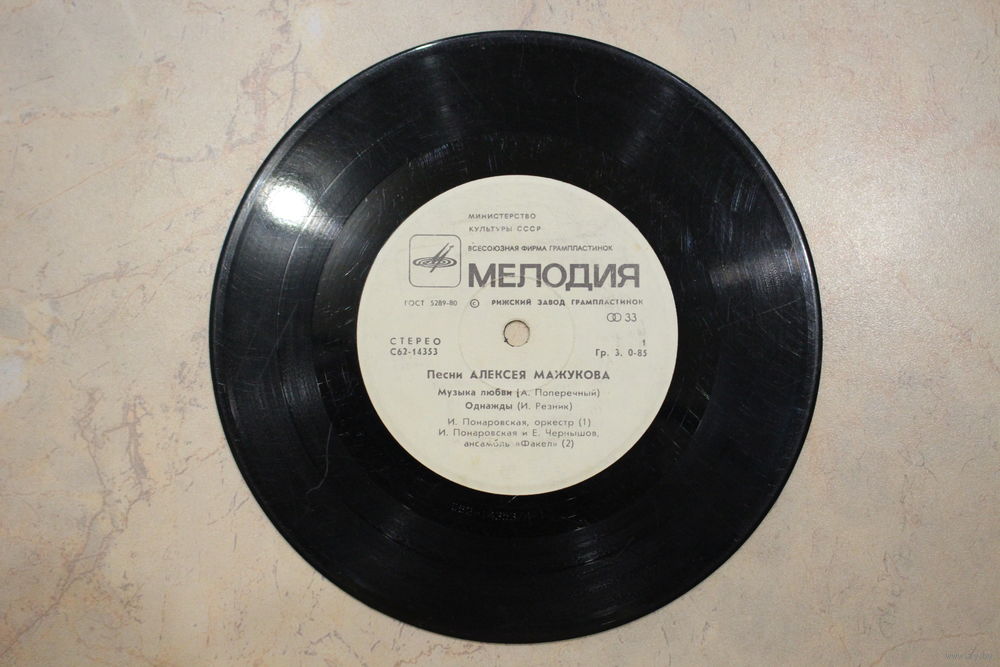 МИНИСТЕРСТВО
КУЛЬТУРЫ СССР
ВСЕСОЮЗНАЯ ФИРМА ГРАМПЛАСТИНОК
МЕЛОДИЯ
ГОСТ 5289-80 © РИЖСКИЙ ЗАВОД ГРАМПЛАСТИНОК
33
СТЕРЕО 1
С62-14353 Гр. 3. 0-85
Песни АЛЕКСЕЯ МАЖУКОВА
Музыка любви (А. Поперечный)
Однажды (И. Резник)
И. Понаровская, оркестр (1)
И. Понаровская и Е. Чернышов,
ансамбль «Факел» (2)